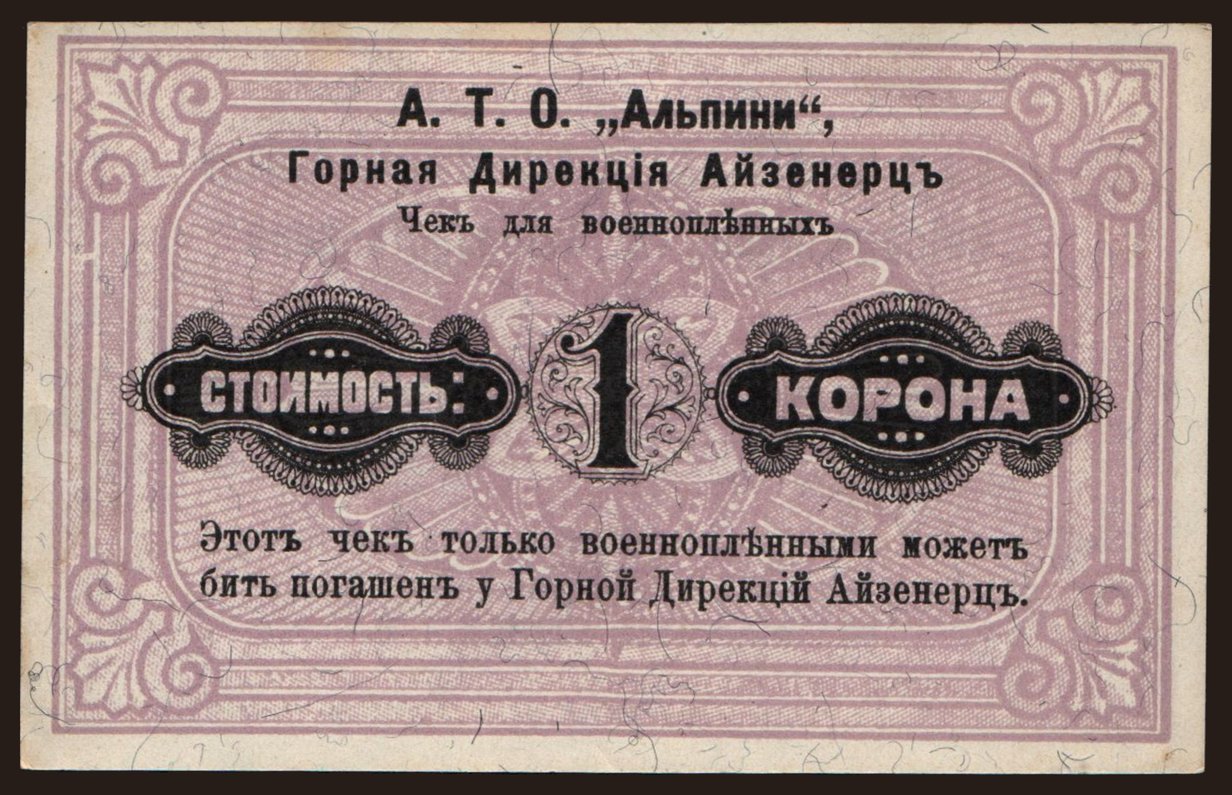 А. Т. О. „Альпини“,
Горная Дирекція Айзенерцъ
Чекъ для военноплѣнныхъ
СТОИМОСТЬ: 1 КОРОНА
Этотъ чекъ только военноплѣнными можетъ
бить погашенъ у Горной Дирекцій Айзенерцъ.